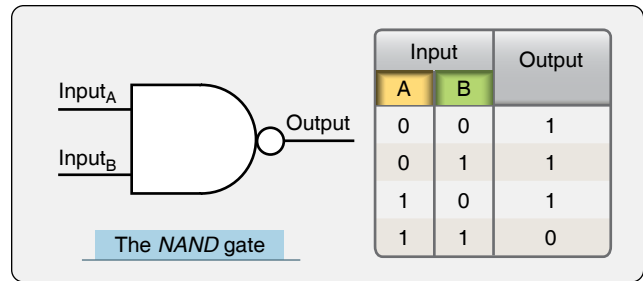 Input_A
Input_B
Output
The NAND gate
Input Output
A B
0 0 1
0 1 1
1 0 1
1 1 0